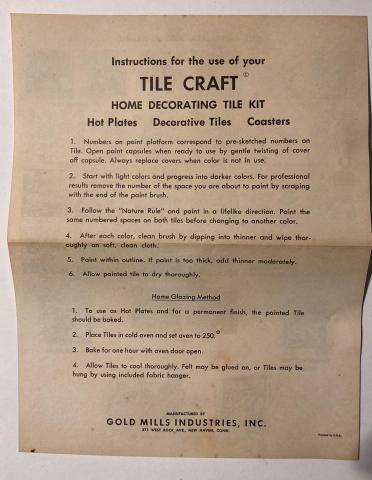 Instructions for the use of your
TILE CRAFT ©
HOME DECORATING TILE KIT
Hot Plates Decorative Tiles Coasters
1. Numbers on paint platform correspond to pre-sketched numbers on
Tile. Open paint capsules when ready to use by gentle twisting of cover
off capsule. Always replace covers when color is not in use.
2. Start with light colors and progress into darker colors. For professional
results remove the number of the space you are about to paint by scraping
with the end of the paint brush.
3. Follow the "Nature Rule" and paint in a lifelike direction. Paint the
same numbered spaces on both tiles before changing to another color.
4. After each color, clean brush by dipping into thinner and wipe thor-
oughly on soft, clean cloth.
5. Paint within outline. If paint is too thick, add thinner moderately.
6. Allow painted tile to dry thoroughly.
Home Glazing Method
1. To use as Hot Plates and for a permanent finish, the painted Tile
should be baked.
2. Place Tiles in cold oven and set oven to 250.°
3. Bake for one hour with oven door open.
4. Allow Tiles to cool thoroughly. Felt may be glued on, or Tiles may be
hung by using included fabric hanger.
MANUFACTURED BY
GOLD MILLS INDUSTRIES, INC.
371 WEST ROCK AVE., NEW HAVEN, CONN.
Printed in U.S.A.